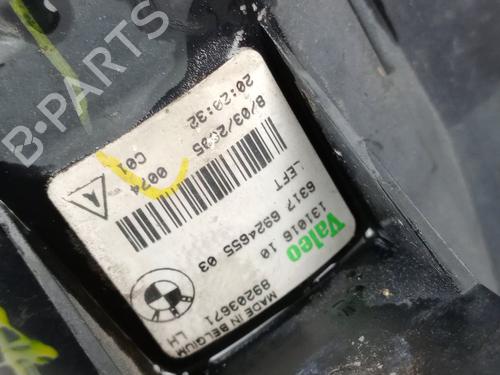 B-PARTS
Valeo
131016 10
6317 6924655 03
LEFT
8/03/2005
20:20:32
0074
C01
A
89203671
LH
MADE IN BELGIUM